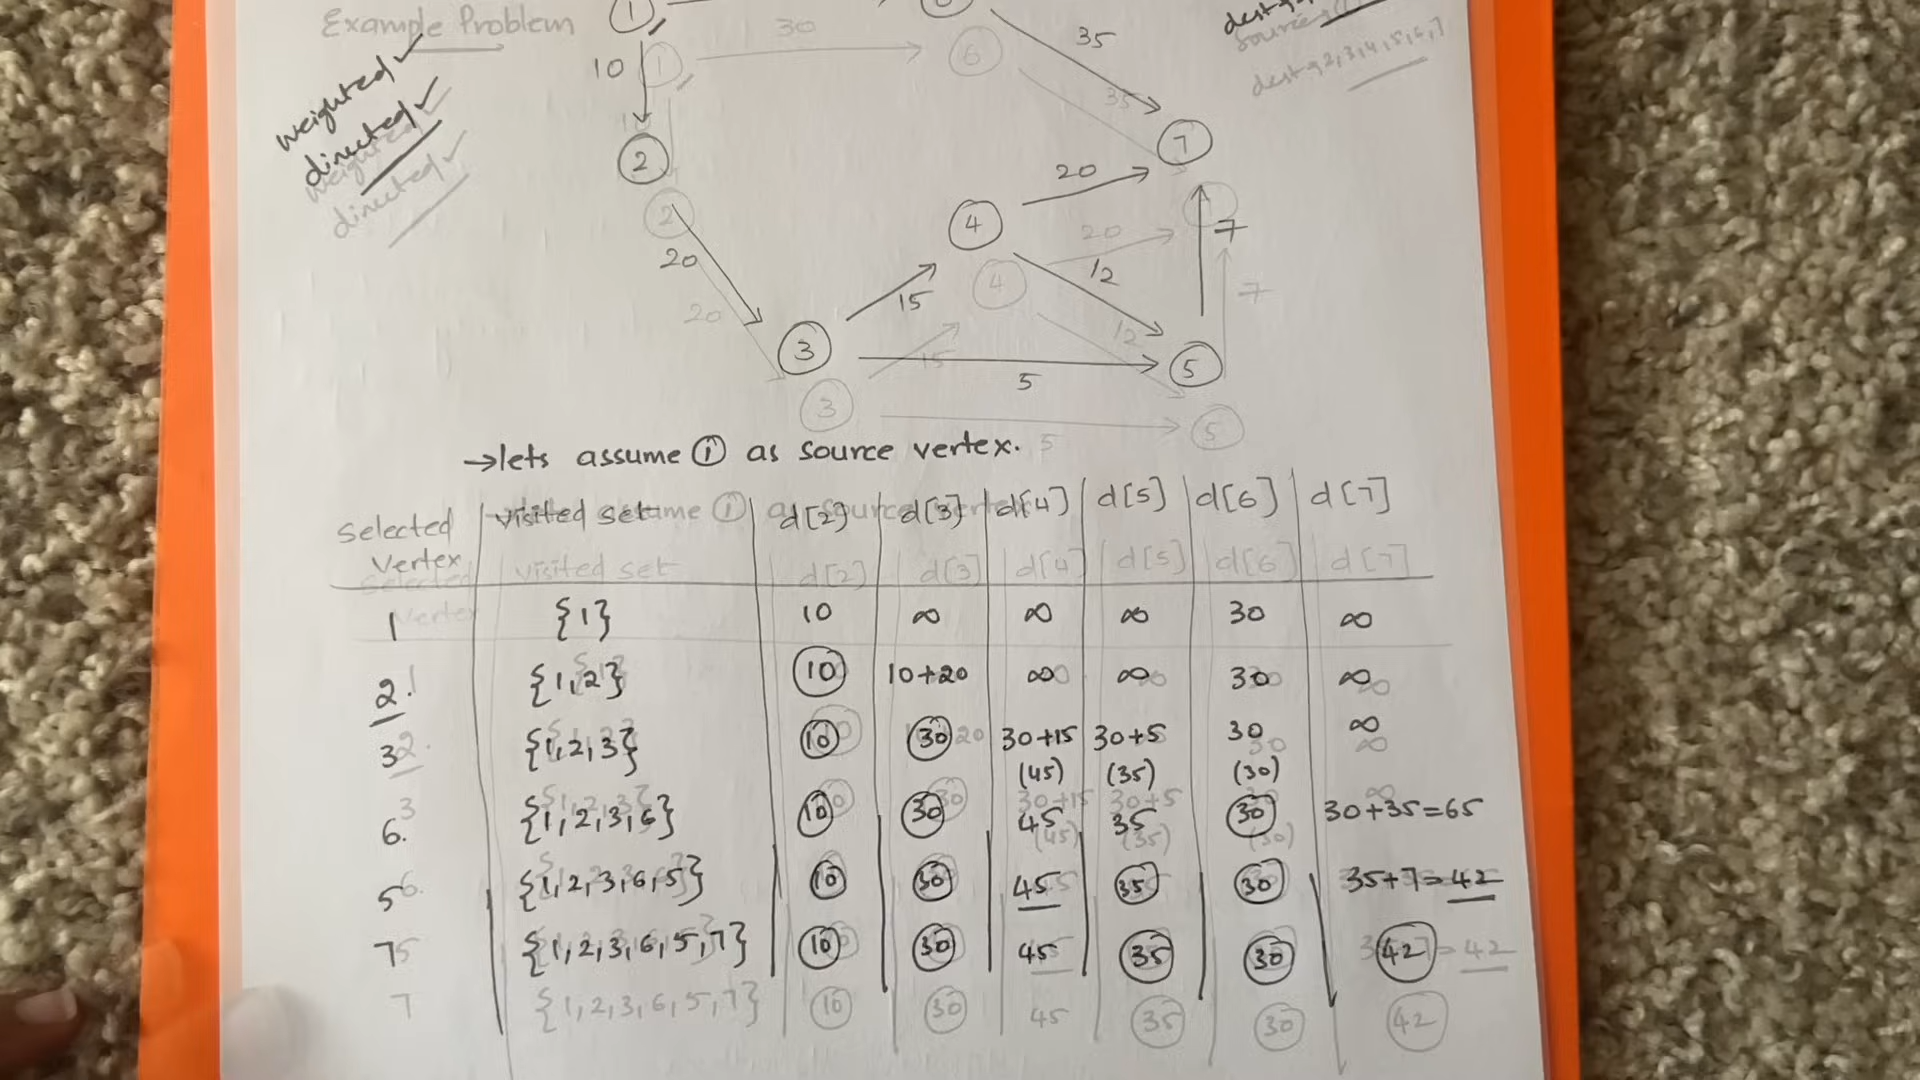 Example Problem
weighted ✓
directed ✓
1
30
6
10
35
2
7
20
20
4
7
15
12
3
5
5
→lets assume ① as source vertex.
Selected Vertex | visited set | d[2] | d[3] | d[4] | d[5] | d[6] | d[7]
1 {1} 10 ∞ ∞ ∞ 30 ∞
2. {1,2} 10 10+20 ∞ ∞ 30 ∞
3 {1,2,3} 10 30 30+15 30+5 30 ∞
(45) (35) (30)
6. {1,2,3,6} 10 30 45 35 30 30+35=65
5 {1,2,3,6,5} 10 30 45 35 30 35+7=42
7 {1,2,3,6,5,7} 10 30 45 35 30 42